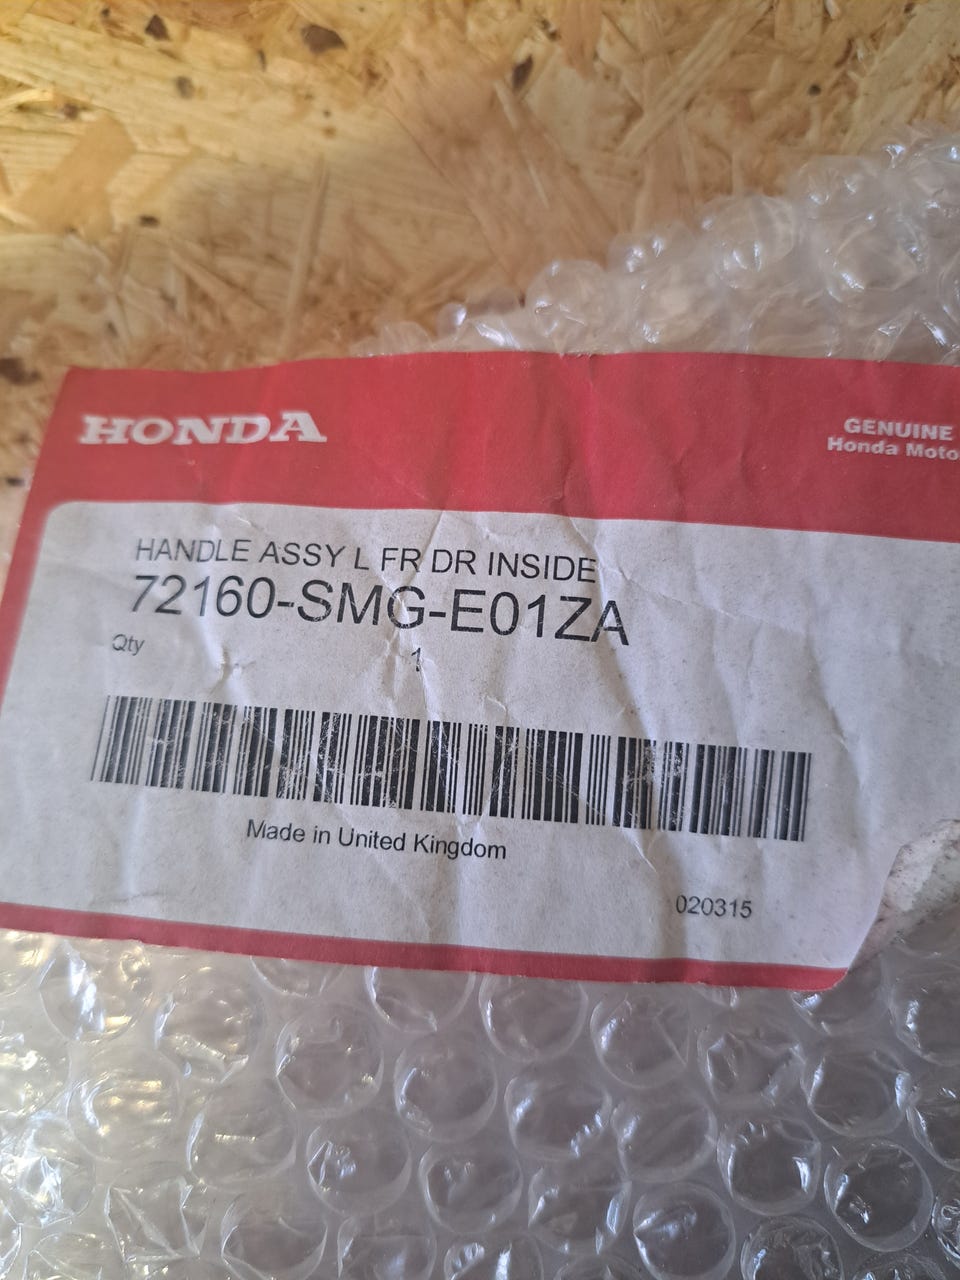 HONDA
GENUINE
Honda Moto
HANDLE ASSY L FR DR INSIDE
72160-SMG-E01ZA
Qty
1
Made in United Kingdom
020315